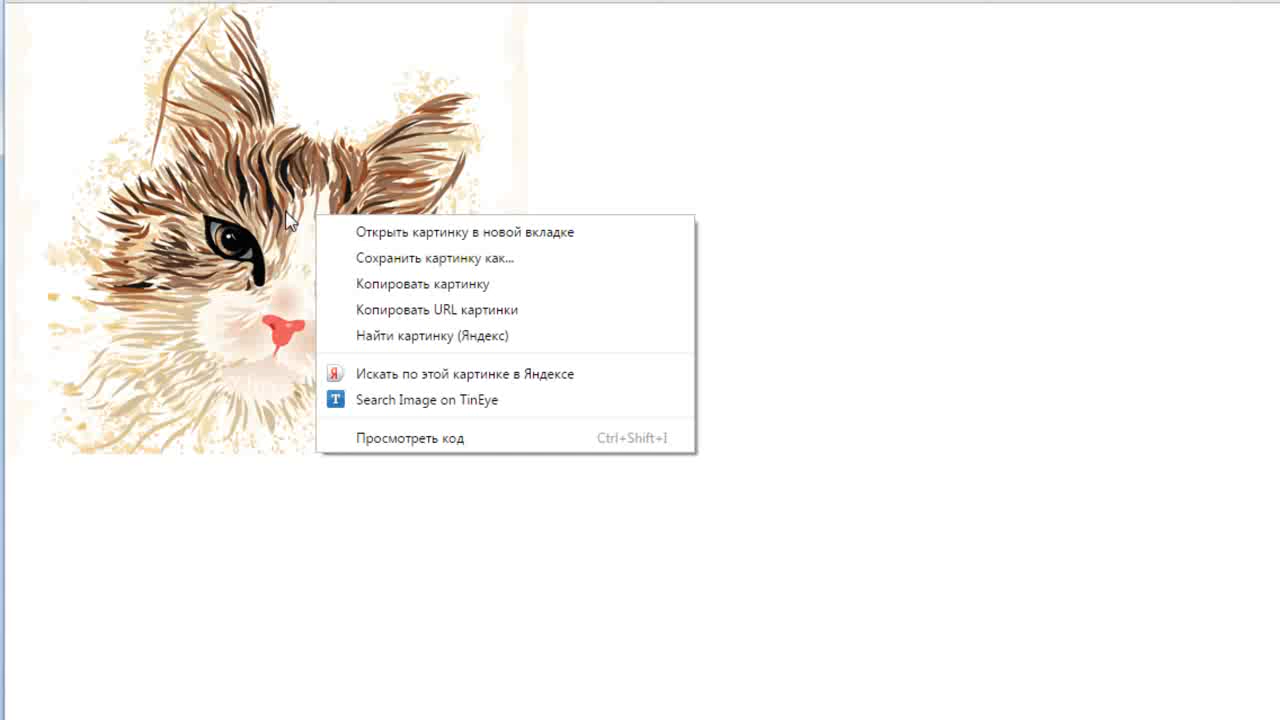 Открыть картинку в новой вкладке
Сохранить картинку как...
Копировать картинку
Копировать URL картинки
Найти картинку (Яндекс)
Я Искать по этой картинке в Яндексе
T Search Image on TinEye
Просмотреть код Ctrl+Shift+I